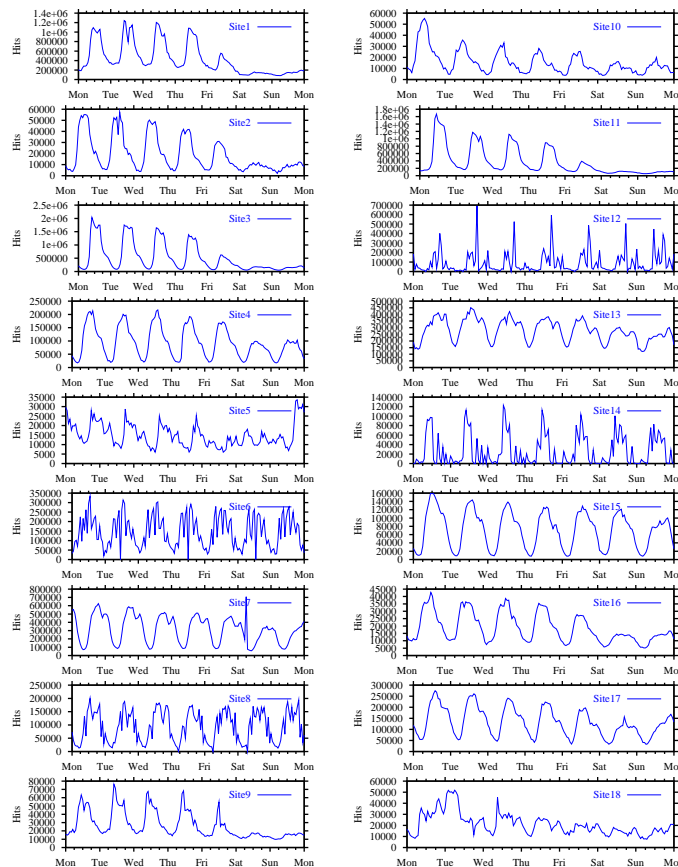 1.4e+06
1.2e+06
1e+06
800000
600000
400000
200000
0
Hits
Site1
Mon Tue Wed Thu Fri Sat Sun Mon
60000
50000
40000
30000
20000
10000
0
Hits
Site10
Mon Tue Wed Thu Fri Sat Sun Mon
60000
50000
40000
30000
20000
10000
0
Hits
Site2
Mon Tue Wed Thu Fri Sat Sun Mon
1.8e+06
1.6e+06
1.4e+06
1.2e+06
1e+06
800000
600000
400000
200000
0
Hits
Site11
Mon Tue Wed Thu Fri Sat Sun Mon
2.5e+06
2e+06
1.5e+06
1e+06
500000
0
Hits
Site3
Mon Tue Wed Thu Fri Sat Sun Mon
700000
600000
500000
400000
300000
200000
100000
0
Hits
Site12
Mon Tue Wed Thu Fri Sat Sun Mon
250000
200000
150000
100000
50000
0
Hits
Site4
Mon Tue Wed Thu Fri Sat Sun Mon
500000
450000
400000
350000
300000
250000
200000
150000
100000
50000
0
Hits
Site13
Mon Tue Wed Thu Fri Sat Sun Mon
35000
30000
25000
20000
15000
10000
5000
0
Hits
Site5
Mon Tue Wed Thu Fri Sat Sun Mon
140000
120000
100000
80000
60000
40000
20000
0
Hits
Site14
Mon Tue Wed Thu Fri Sat Sun Mon
350000
300000
250000
200000
150000
100000
50000
0
Hits
Site6
Mon Tue Wed Thu Fri Sat Sun Mon
160000
140000
120000
100000
80000
60000
40000
20000
0
Hits
Site15
Mon Tue Wed Thu Fri Sat Sun Mon
800000
700000
600000
500000
400000
300000
200000
100000
0
Hits
Site7
Mon Tue Wed Thu Fri Sat Sun Mon
45000
40000
35000
30000
25000
20000
15000
10000
5000
0
Hits
Site16
Mon Tue Wed Thu Fri Sat Sun Mon
250000
200000
150000
100000
50000
0
Hits
Site8
Mon Tue Wed Thu Fri Sat Sun Mon
300000
250000
200000
150000
100000
50000
0
Hits
Site17
Mon Tue Wed Thu Fri Sat Sun Mon
80000
70000
60000
50000
40000
30000
20000
10000
0
Hits
Site9
Mon Tue Wed Thu Fri Sat Sun Mon
60000
50000
40000
30000
20000
10000
0
Hits
Site18
Mon Tue Wed Thu Fri Sat Sun Mon